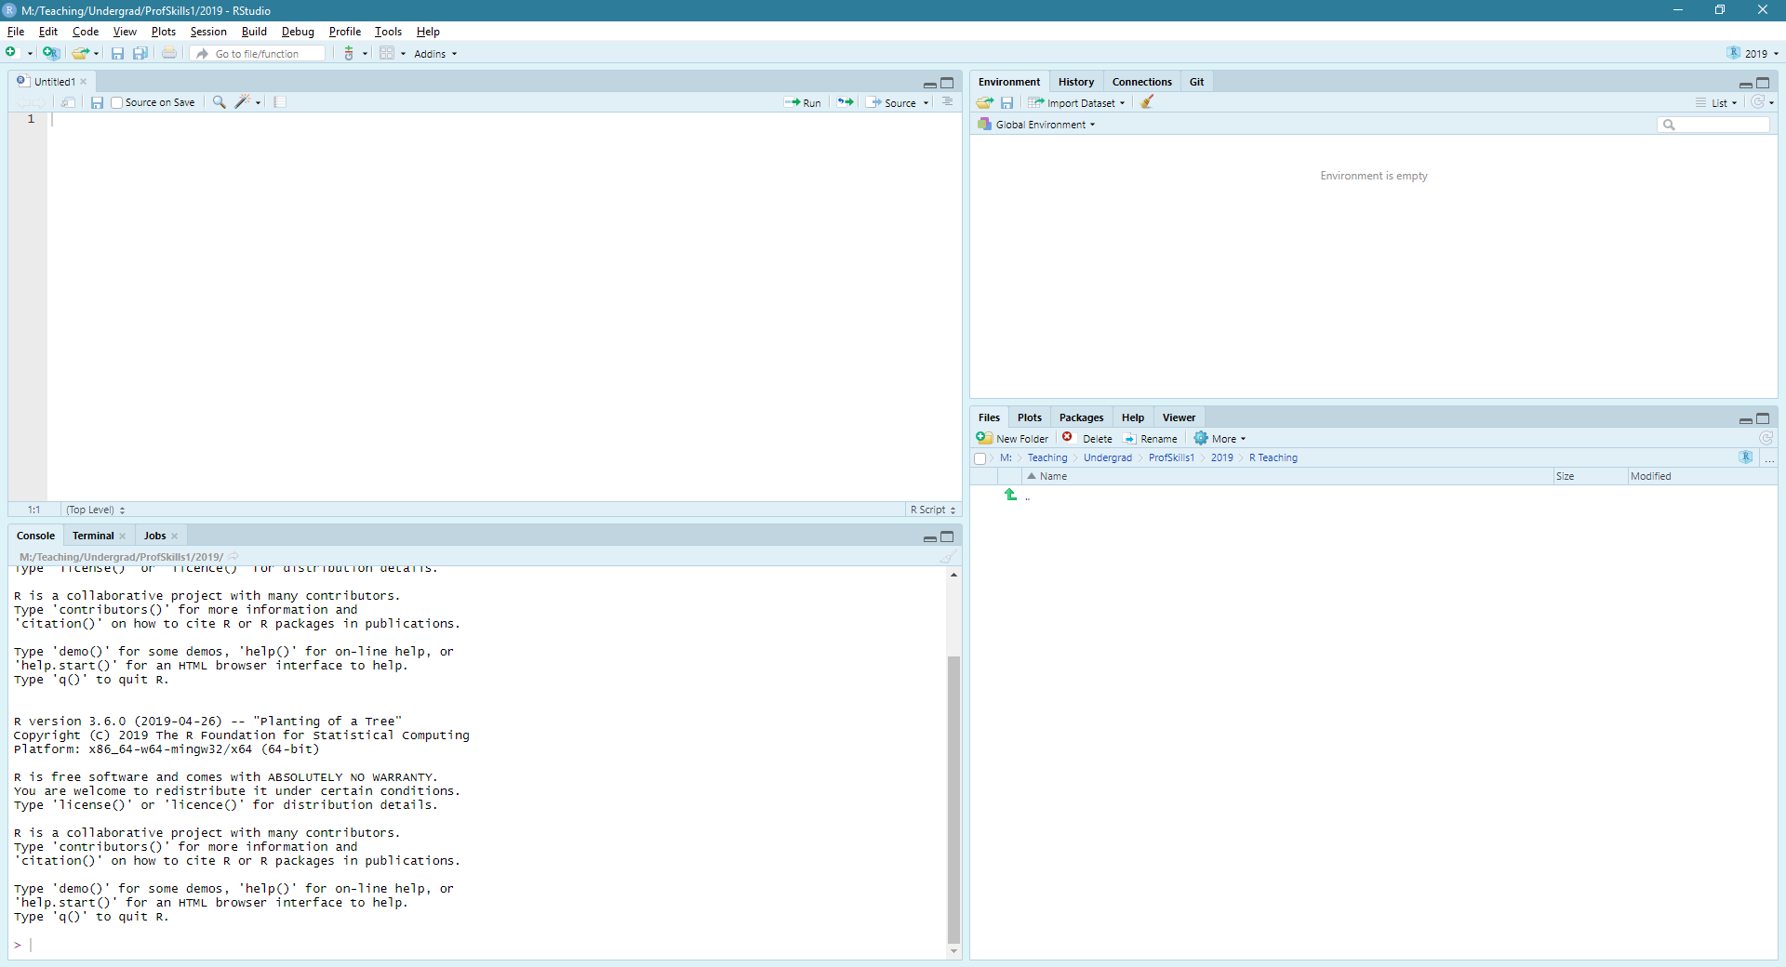 M:/Teaching/Undergrad/ProfSkills1/2019 - RStudio
File Edit Code View Plots Session Build Debug Profile Tools Help
Go to file/function Addins 2019
Untitled1
Source on Save Run Source
1
1:1 (Top Level) R Script
Console Terminal Jobs
M:/Teaching/Undergrad/ProfSkills1/2019/
Type 'license()' or 'licence()' for distribution details.
R is a collaborative project with many contributors.
Type 'contributors()' for more information and
'citation()' on how to cite R or R packages in publications.
Type 'demo()' for some demos, 'help()' for on-line help, or
'help.start()' for an HTML browser interface to help.
Type 'q()' to quit R.
R version 3.6.0 (2019-04-26) -- "Planting of a Tree"
Copyright (C) 2019 The R Foundation for Statistical Computing
Platform: x86_64-w64-mingw32/x64 (64-bit)
R is free software and comes with ABSOLUTELY NO WARRANTY.
You are welcome to redistribute it under certain conditions.
Type 'license()' or 'licence()' for distribution details.
R is a collaborative project with many contributors.
Type 'contributors()' for more information and
'citation()' on how to cite R or R packages in publications.
Type 'demo()' for some demos, 'help()' for on-line help, or
'help.start()' for an HTML browser interface to help.
Type 'q()' to quit R.
>
Environment History Connections Git
Import Dataset List
Global Environment
Environment is empty
Files Plots Packages Help Viewer
New Folder Delete Rename More
M: Teaching Undergrad ProfSkills1 2019 R Teaching ...
Name Size Modified
..